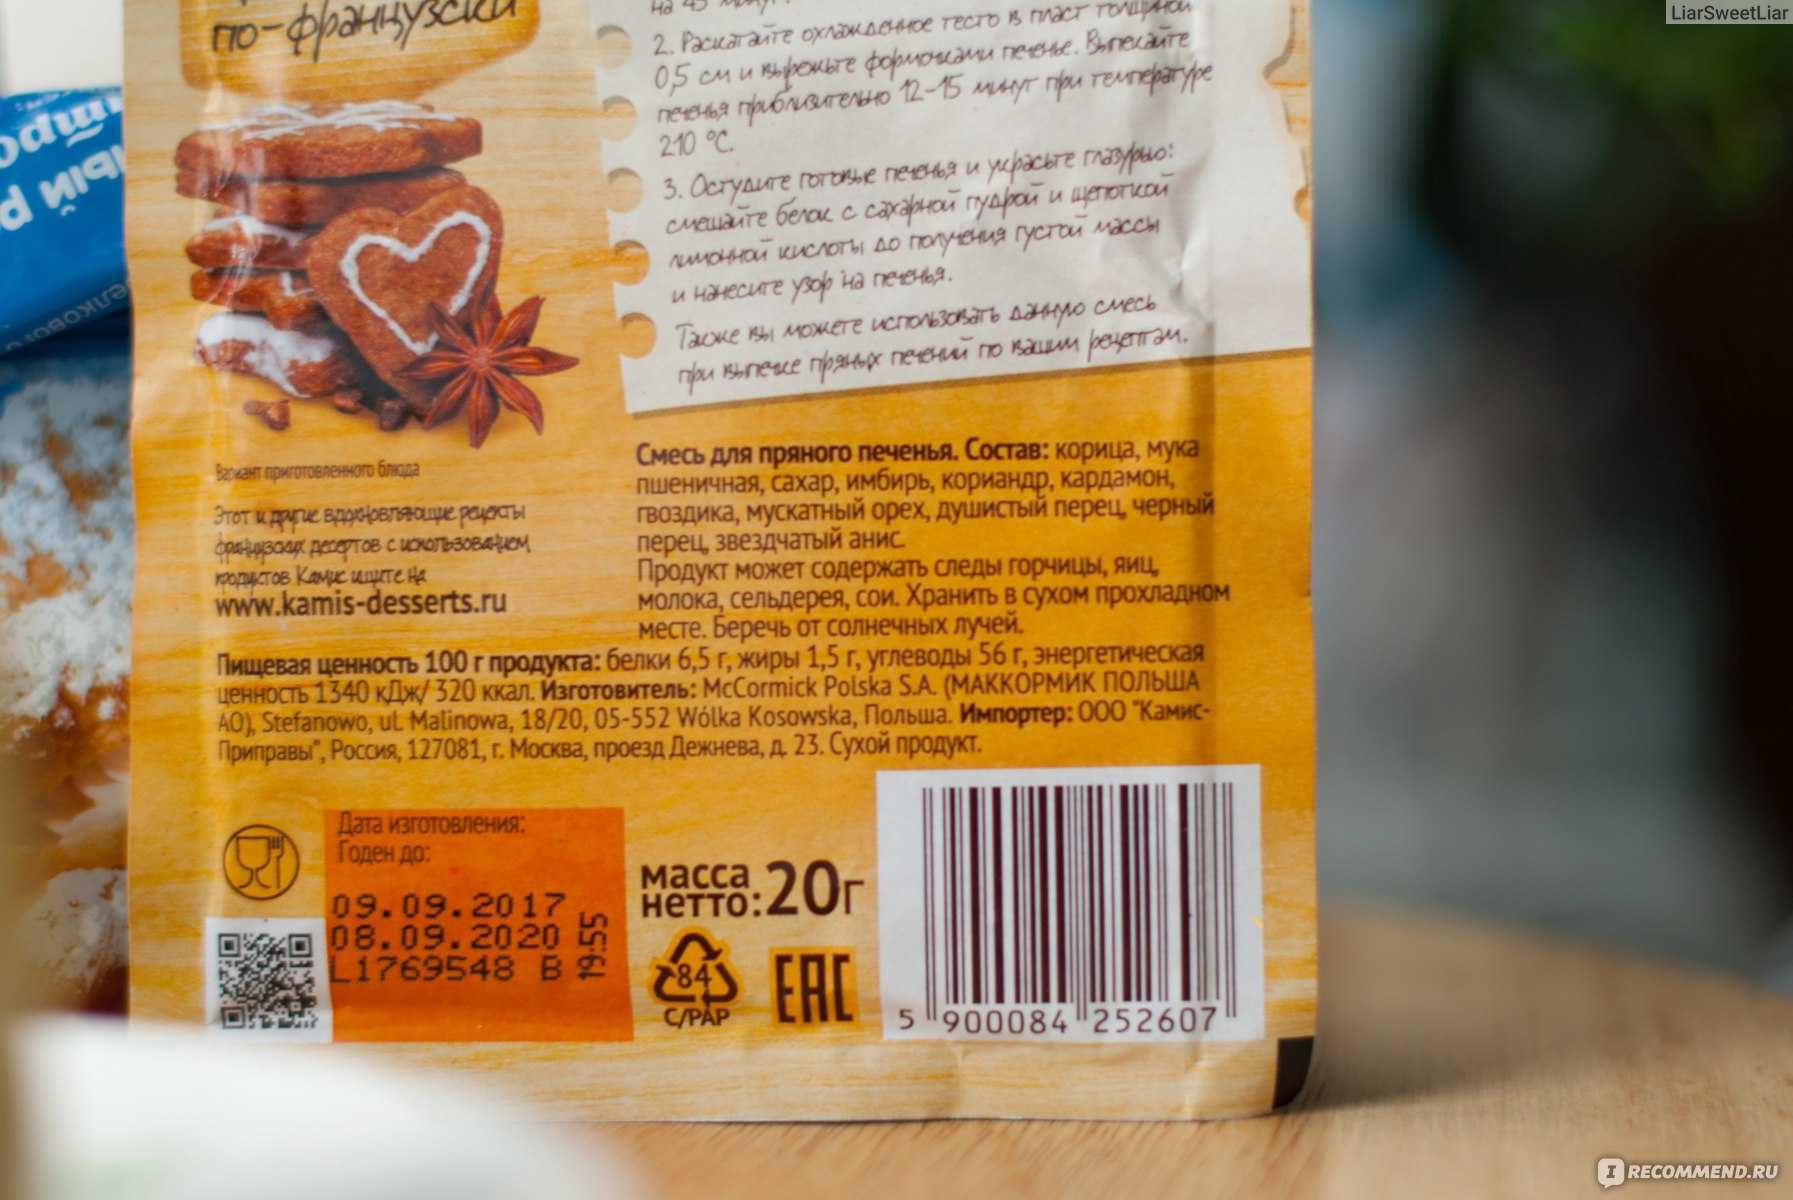 LiarSweetLiar
по-французски
2. Раскатайте охлажденное тесто в пласт толщиной
0,5 см и вырежьте формочками печенье. Выпекайте
печенья приблизительно 12-15 минут при температуре
210 °С.
3. Остудите готовые печенья и украсьте глазурью:
смешайте белок с сахарной пудрой и щепоткой
лимонной кислоты до получения густой массы
и нанесите узор на печенья.
Также вы можете использовать данную смесь
при выпечке пряных печений по вашим рецептам.
Вариант приготовленного блюда
Этот и другие вдохновляющие рецепты
французских десертов с использованием
продуктов Камис ищите на
www.kamis-desserts.ru
Смесь для пряного печенья. Состав: корица, мука
пшеничная, сахар, имбирь, кориандр, кардамон,
гвоздика, мускатный орех, душистый перец, черный
перец, звездчатый анис.
Продукт может содержать следы горчицы, яиц,
молока, сельдерея, сои. Хранить в сухом прохладном
месте. Беречь от солнечных лучей.
Пищевая ценность 100 г продукта: белки 6,5 г, жиры 1,5 г, углеводы 56 г, энергетическая
ценность 1340 кДж/ 320 ккал. Изготовитель: McCormick Polska S.A. (МАККОРМИК ПОЛЬША
АО), Stefanowo, ul. Malinowa, 18/20, 05-552 Wólka Kosowska, Польша. Импортер: ООО "Камис-
Приправы", Россия, 127081, г. Москва, проезд Дежнева, д. 23. Сухой продукт.
Дата изготовления:
Годен до:
09.09.2017
08.09.2020
L1769548 B
19:55
масса
нетто: 20г
84
C/PAP
EAC
5 900084 252607
IRECOMMEND.RU